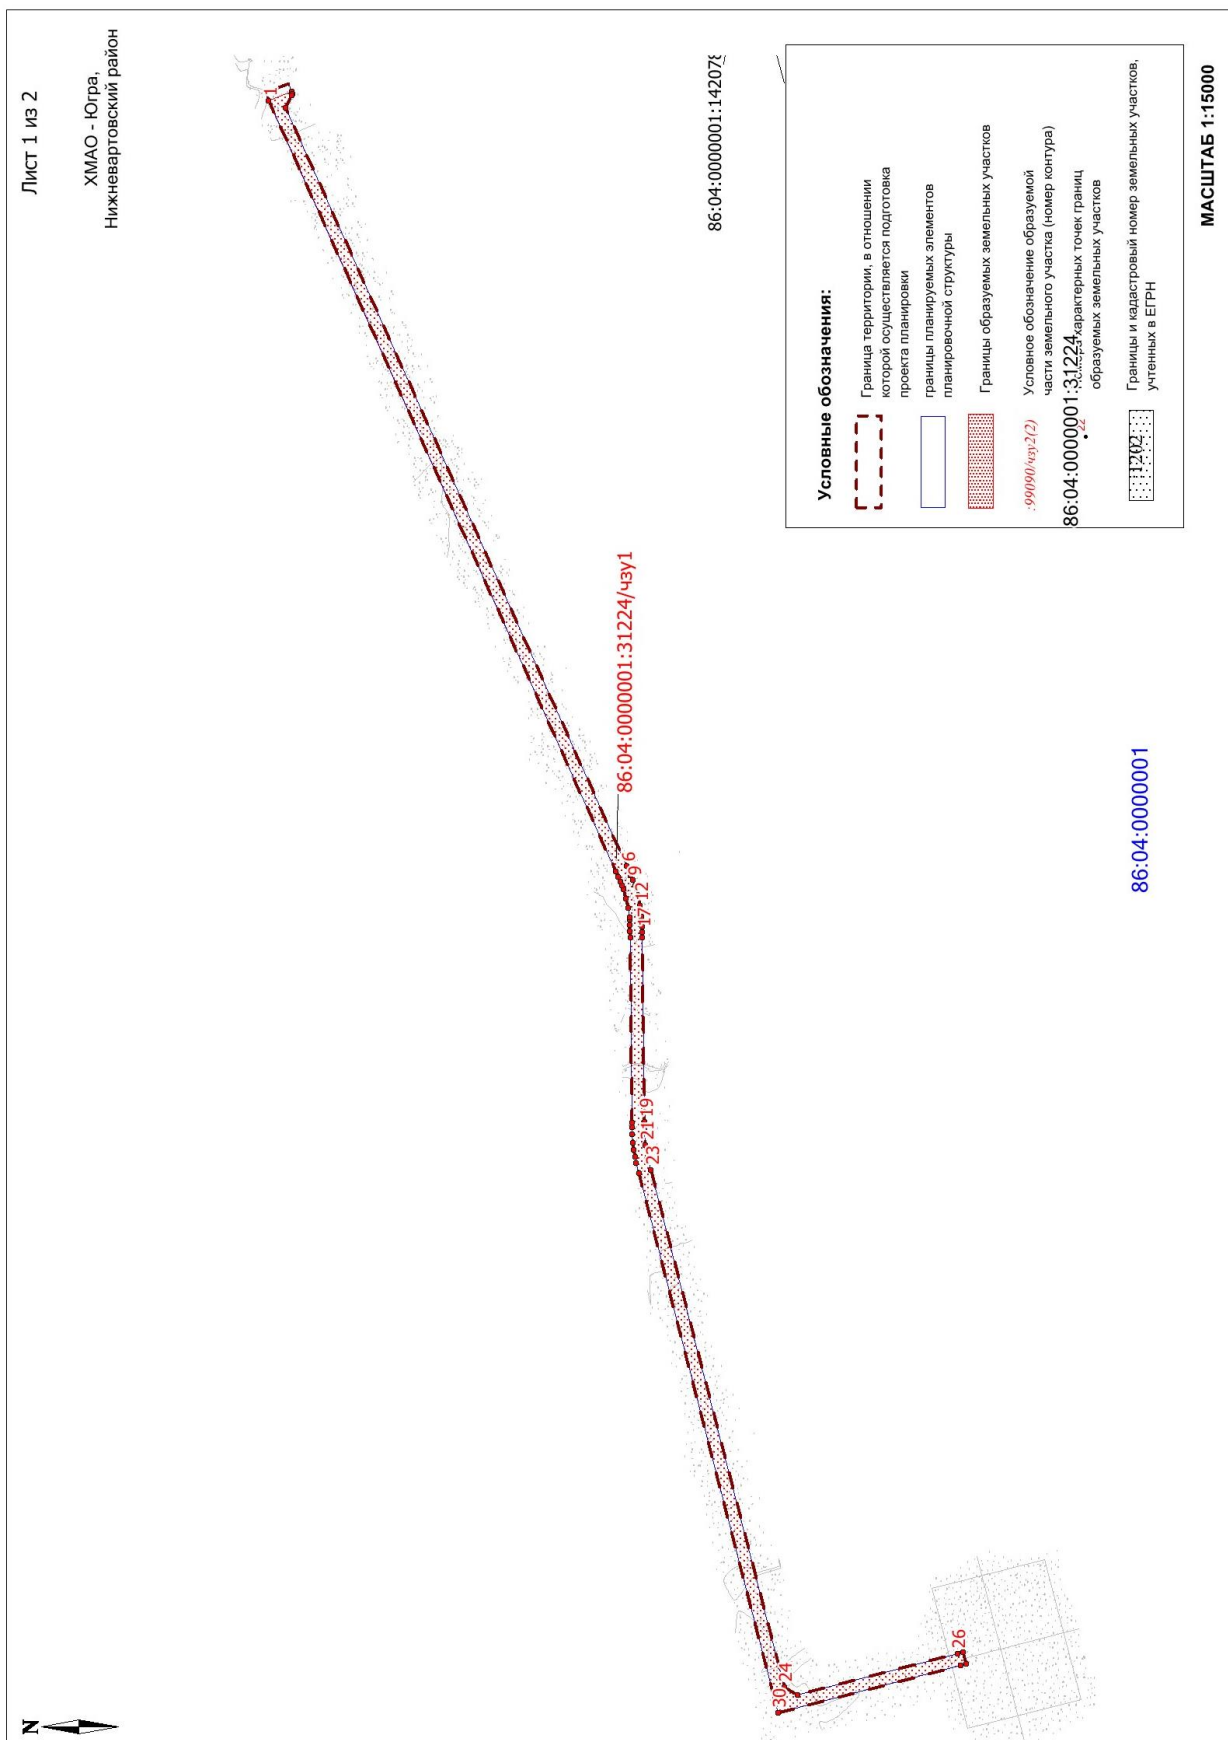 Лист 1 из 2
ХМАО - Югра,
Нижневартовский район
N
1
86:04:0000001:14207
86:04:0000001:31224/чзу1
6
9
12
17
19
21
23
24
30
26
86:04:0000001
Условные обозначения:
Граница территории, в отношении
которой осуществляется подготовка
проекта планировки
границы планируемых элементов
планировочной структуры
Границы образуемых земельных участков
:99090/чзу2(2)
Условное обозначение образуемой
части земельного участка (номер контура)
86:04:0000001:31224
22
характерных точек границ
образуемых земельных участков
1202
Границы и кадастровый номер земельных участков,
учтенных в ЕГРН
МАСШТАБ 1:15000